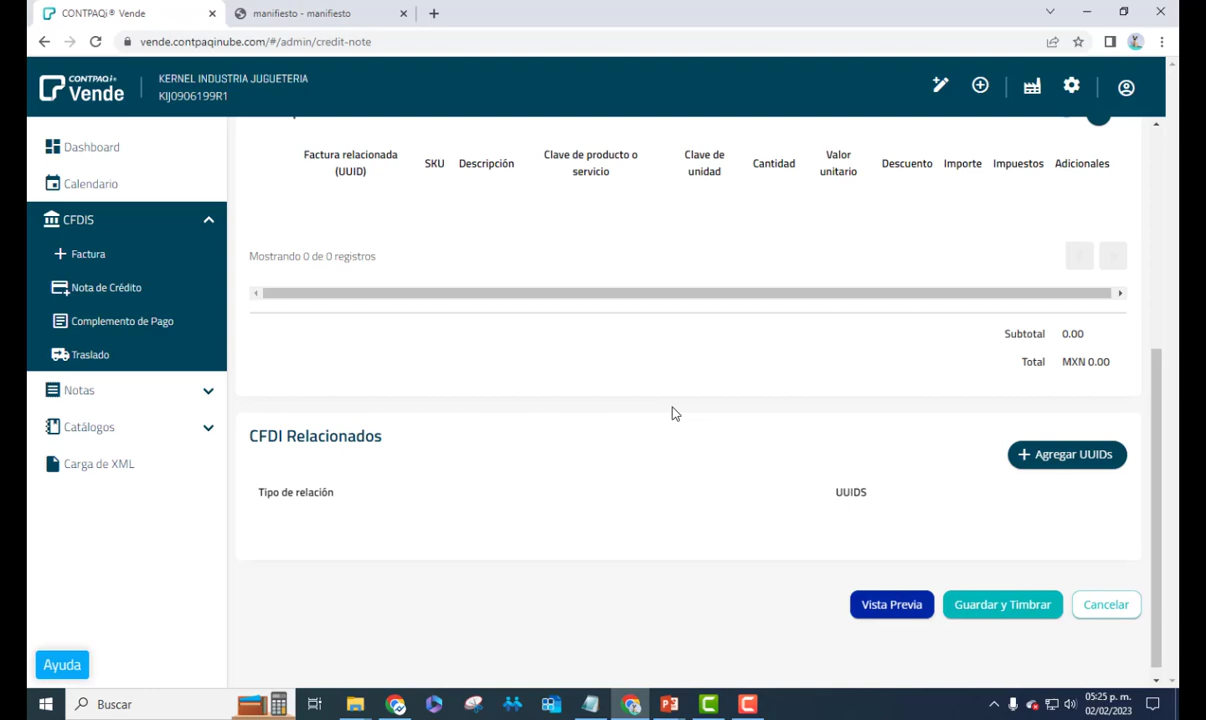 CONTPAQi® Vende
manifiesto - manifiesto
vende.contpaqinube.com/#/admin/credit-note
CONTPAQi
Vende
KERNEL INDUSTRIA JUGUETERIA
KIJ0906199R1
Dashboard
Calendario
CFDIS
Factura
Nota de Crédito
Complemento de Pago
Traslado
Notas
Catálogos
Carga de XML
Ayuda
Factura relacionada
(UUID)
SKU
Descripción
Clave de producto o
servicio
Clave de
unidad
Cantidad
Valor
unitario
Descuento
Importe
Impuestos
Adicionales
Mostrando 0 de 0 registros
Subtotal 0.00
Total MXN 0.00
CFDI Relacionados
Agregar UUIDs
Tipo de relación
UUIDS
Vista Previa
Guardar y Timbrar
Cancelar
Buscar
05:25 p. m.
02/02/2023